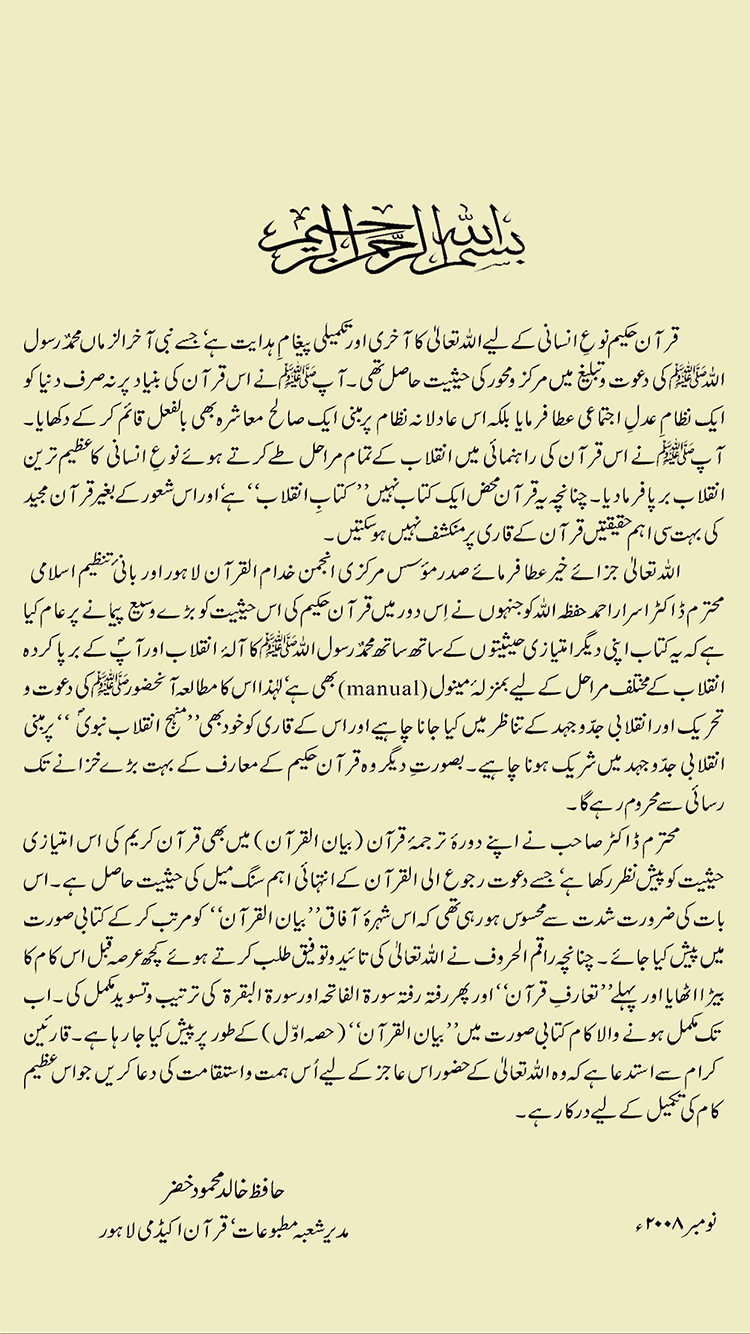 بسم اللہ الرحمن الرحیم
قرآن حکیم نوعِ انسانی کے لیے اللہ تعالیٰ کا آخری اور تکمیلی پیغامِ ہدایت ہے‘ جسے نبی آخر الزماں محمدٌ رسول
اللہ ﷺ کی دعوت و تبلیغ میں مرکز و محور کی حیثیت حاصل تھی۔ آپ ﷺ نے اس قرآن کی بنیاد پر نہ صرف دنیا کو
ایک نظامِ عدلِ اجتماعی عطا فرمایا بلکہ اس عادلانہ نظام پر مبنی ایک صالح معاشرہ بھی بالفعل قائم کر کے دکھایا۔
آپ ﷺ نے اس قرآن کی راہنمائی میں انقلاب کے تمام مراحل طے کرتے ہوئے نوعِ انسانی کا عظیم ترین
انقلاب برپا فرما دیا۔ چنانچہ یہ قرآن محض ایک کتاب نہیں ’’کتابِ انقلاب‘‘ ہے‘ اور اس شعور کے بغیر قرآن مجید
کی بہت سی اہم حقیقتیں قرآن کے قاری پر منکشف نہیں ہو سکتیں۔
اللہ تعالیٰ جزائے خیر عطا فرمائے صدر مؤسس مرکزی انجمن خدام القرآن لاہور اور بانیٔ تنظیم اسلامی
محترم ڈاکٹر اسرار احمد حفظہ اللہ کو جنہوں نے اِس دور میں قرآن حکیم کی اس حیثیت کو بڑے وسیع پیمانے پر عام کیا
ہے کہ یہ کتاب اپنی دیگر امتیازی حیثیتوں کے ساتھ ساتھ محمدٌ رسول اللہ ﷺ کا آلۂ انقلاب اور آپؐ کے برپا کردہ
انقلاب کے مختلف مراحل کے لیے بمنزلۂ مینول (manual) بھی ہے‘ لہٰذا اس کا مطالعہ آنحضور ﷺ کی دعوت و
تحریک اور انقلابی جدّوجہد کے تناظر میں کیا جانا چاہیے اور اس کے قاری کو خود بھی ’’منہج انقلاب نبویؐ ‘‘ پر مبنی
انقلابی جدّوجہد میں شریک ہونا چاہیے۔ بصورتِ دیگر وہ قرآن حکیم کے معارف کے بہت بڑے خزانے تک
رسائی سے محروم رہے گا۔
محترم ڈاکٹر صاحب نے اپنے دورۂ ترجمۂ قرآن (بیان القرآن) میں بھی قرآن کریم کی اس امتیازی
حیثیت کو پیش نظر رکھا ہے‘ جسے دعوت رجوع الی القرآن کے انتہائی اہم سنگ میل کی حیثیت حاصل ہے۔ اس
بات کی ضرورت شدت سے محسوس ہو رہی تھی کہ اس شہرۂ آفاق ’’بیان القرآن‘‘ کو مرتب کر کے کتابی صورت
میں پیش کیا جائے۔ چنانچہ راقم الحروف نے اللہ تعالیٰ کی تائید و توفیق طلب کرتے ہوئے کچھ عرصہ قبل اس کام کا
بیڑا اٹھایا اور پہلے ’’تعارفِ قرآن‘‘ اور پھر رفتہ رفتہ سورۃ الفاتحہ اور سورۃ البقرۃ کی ترتیب و تسوید مکمل کی۔ اب
تک مکمل ہونے والا کام کتابی صورت میں ’’بیان القرآن‘‘ (حصہ اوّل) کے طور پر پیش کیا جا رہا ہے۔ قارئین
کرام سے استدعا ہے کہ وہ اللہ تعالیٰ کے حضور اس عاجز کے لیے اُس ہمت و استقامت کی دعا کریں جو اس عظیم
کام کی تکمیل کے لیے درکار ہے۔
حافظ خالد محمود خضر
نومبر ۲۰۰۸ء
مدیر شعبہ مطبوعات‘ قرآن اکیڈمی لاہور